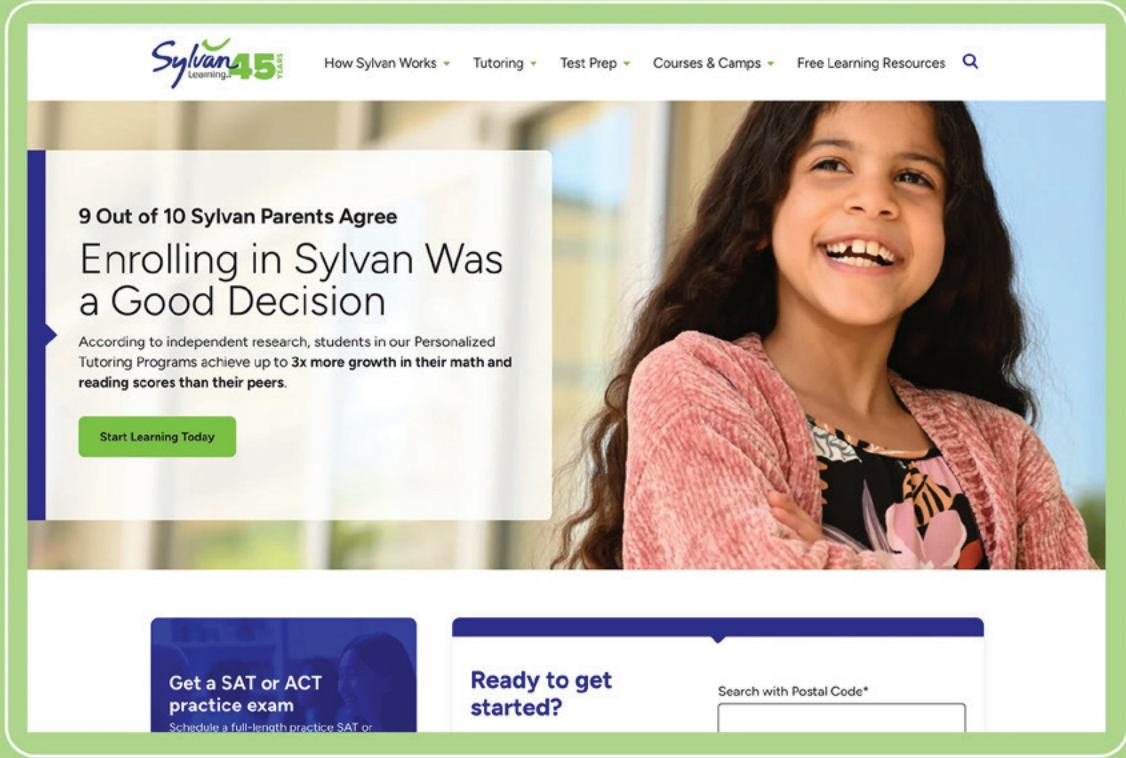 Sylvan
Learning
45
YEARS
How Sylvan Works
Tutoring
Test Prep
Courses & Camps
Free Learning Resources
9 Out of 10 Sylvan Parents Agree
Enrolling in Sylvan Was
a Good Decision
According to independent research, students in our Personalized
Tutoring Programs achieve up to 3x more growth in their math and
reading scores than their peers.
Start Learning Today
Get a SAT or ACT
practice exam
Schedule a full-length practice SAT or
Ready to get
started?
Search with Postal Code*